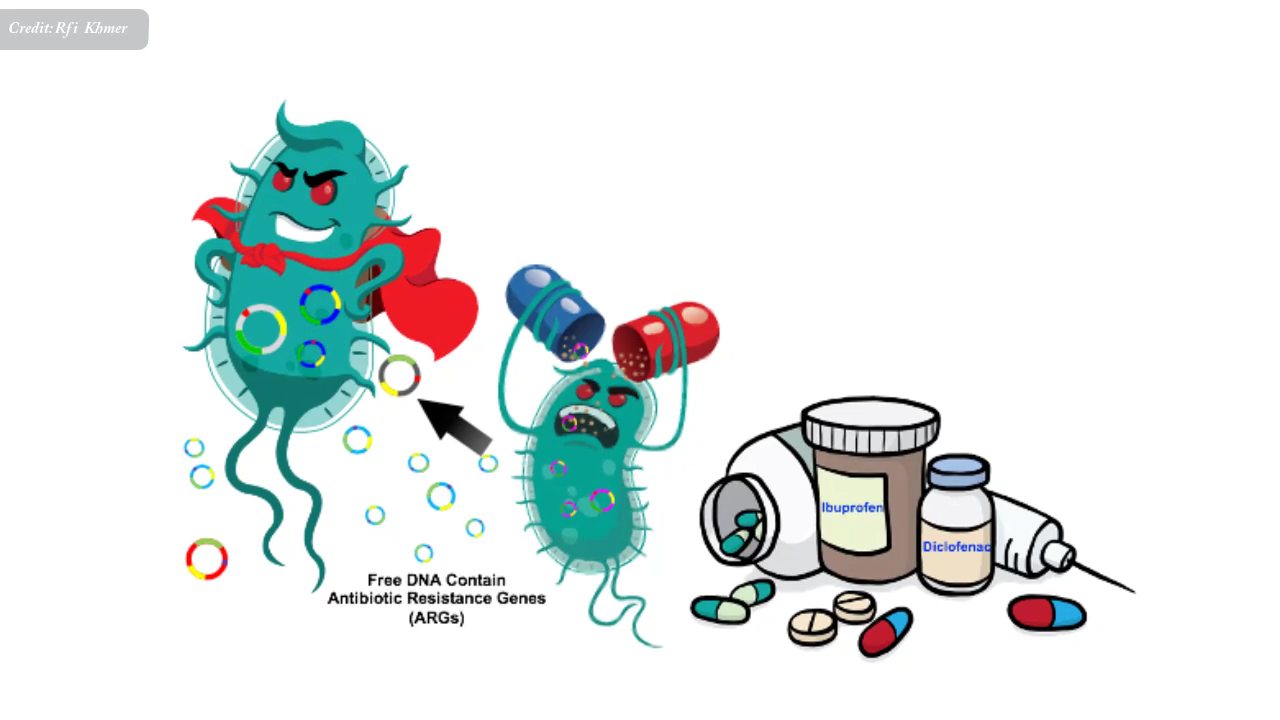 Credit:Rfi Khmer
Ibuprofen
Diclofenac
Free DNA Contain
Antibiotic Resistance Genes
(ARGs)